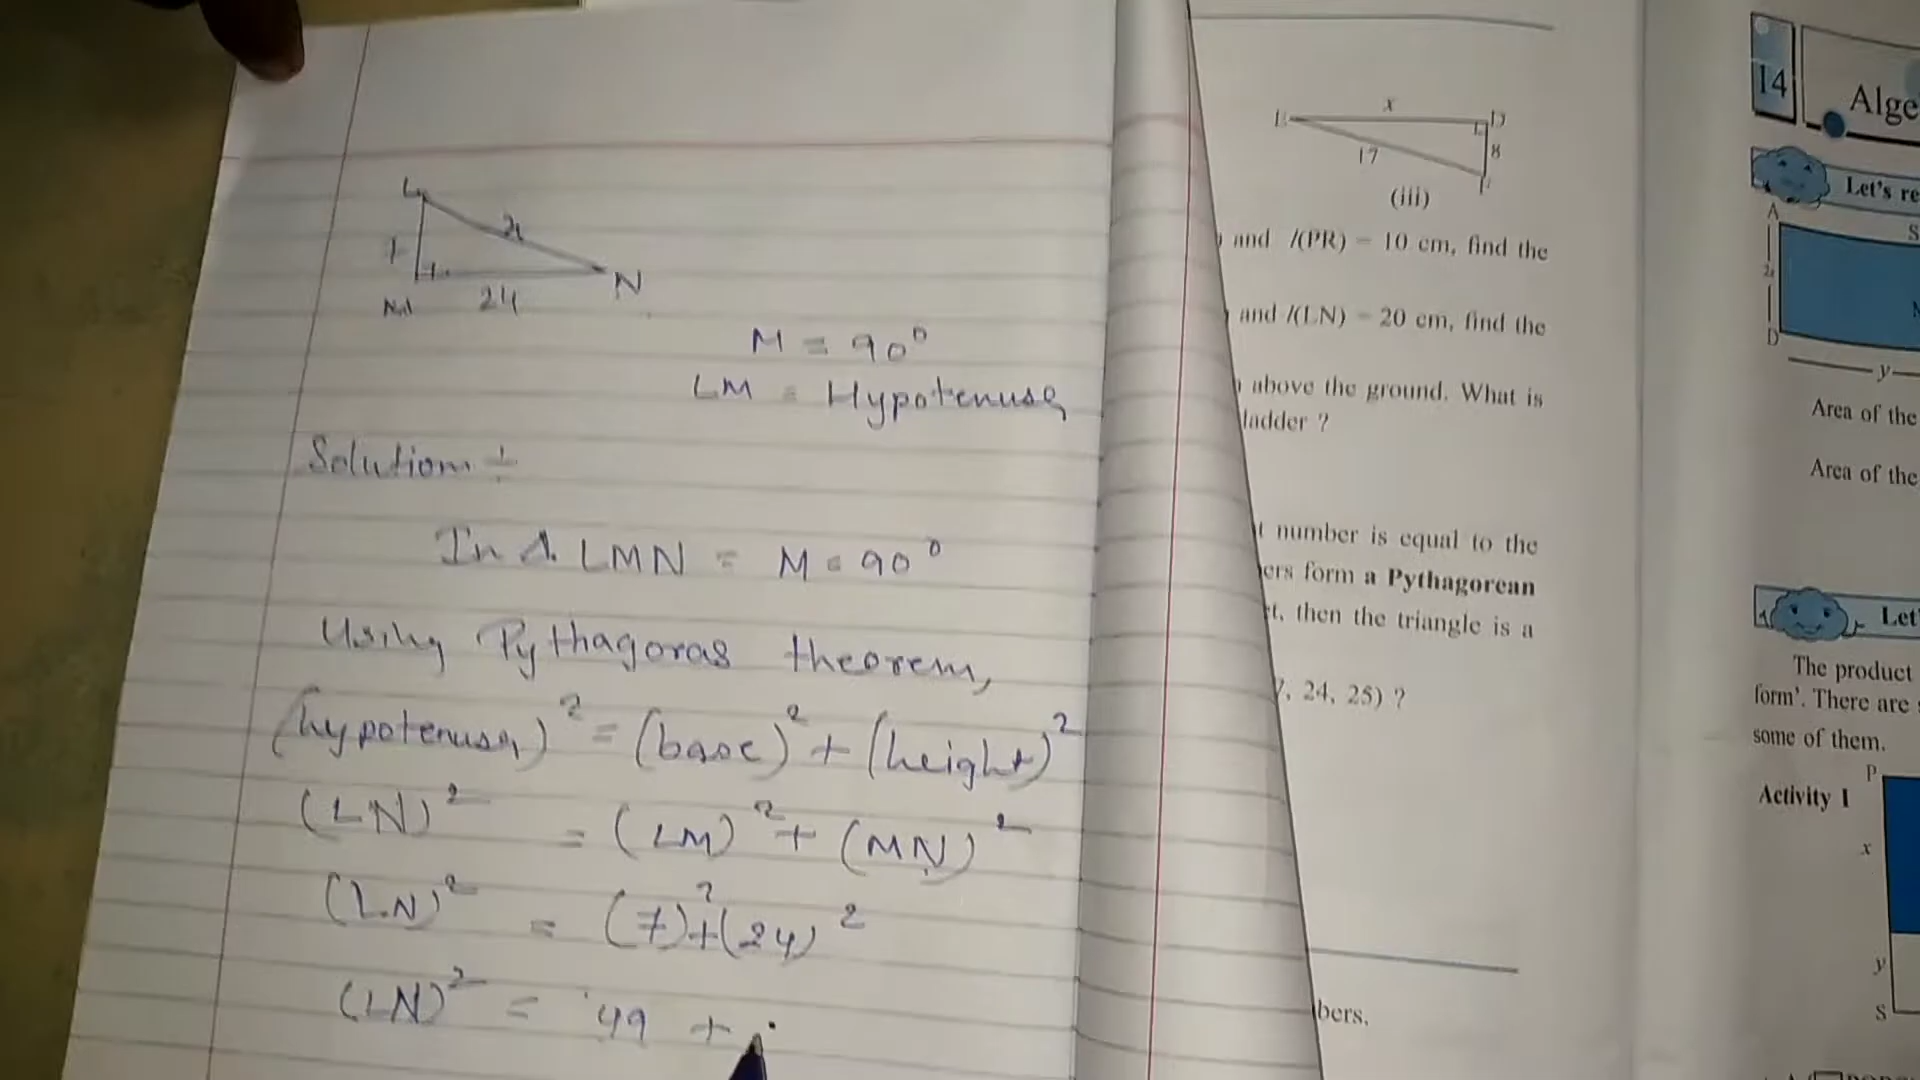 L
x
7
24
N
M = 90°
LM = Hypotenuse
Solution ÷
In Δ LMN = M = 90°
Using Pythagoras theorem,
(hypotenuse)² = (base)² + (height)²
(LN)² = (LM)² + (MN)²
(LN)² = (7)² + (24)²
(LN)² = 49 +
x
D
17
8
(iii)
and l(PR) = 10 cm, find the
and l(LN) = 20 cm, find the
above the ground. What is
ladder ?
number is equal to the
form a Pythagorean
then the triangle is a
24, 25) ?
bers.
14
Alge
Let's re
A
D
y
Area of the
Area of the
Let'
The product
form'. There are
some of them.
P
Activity I
x
y
S